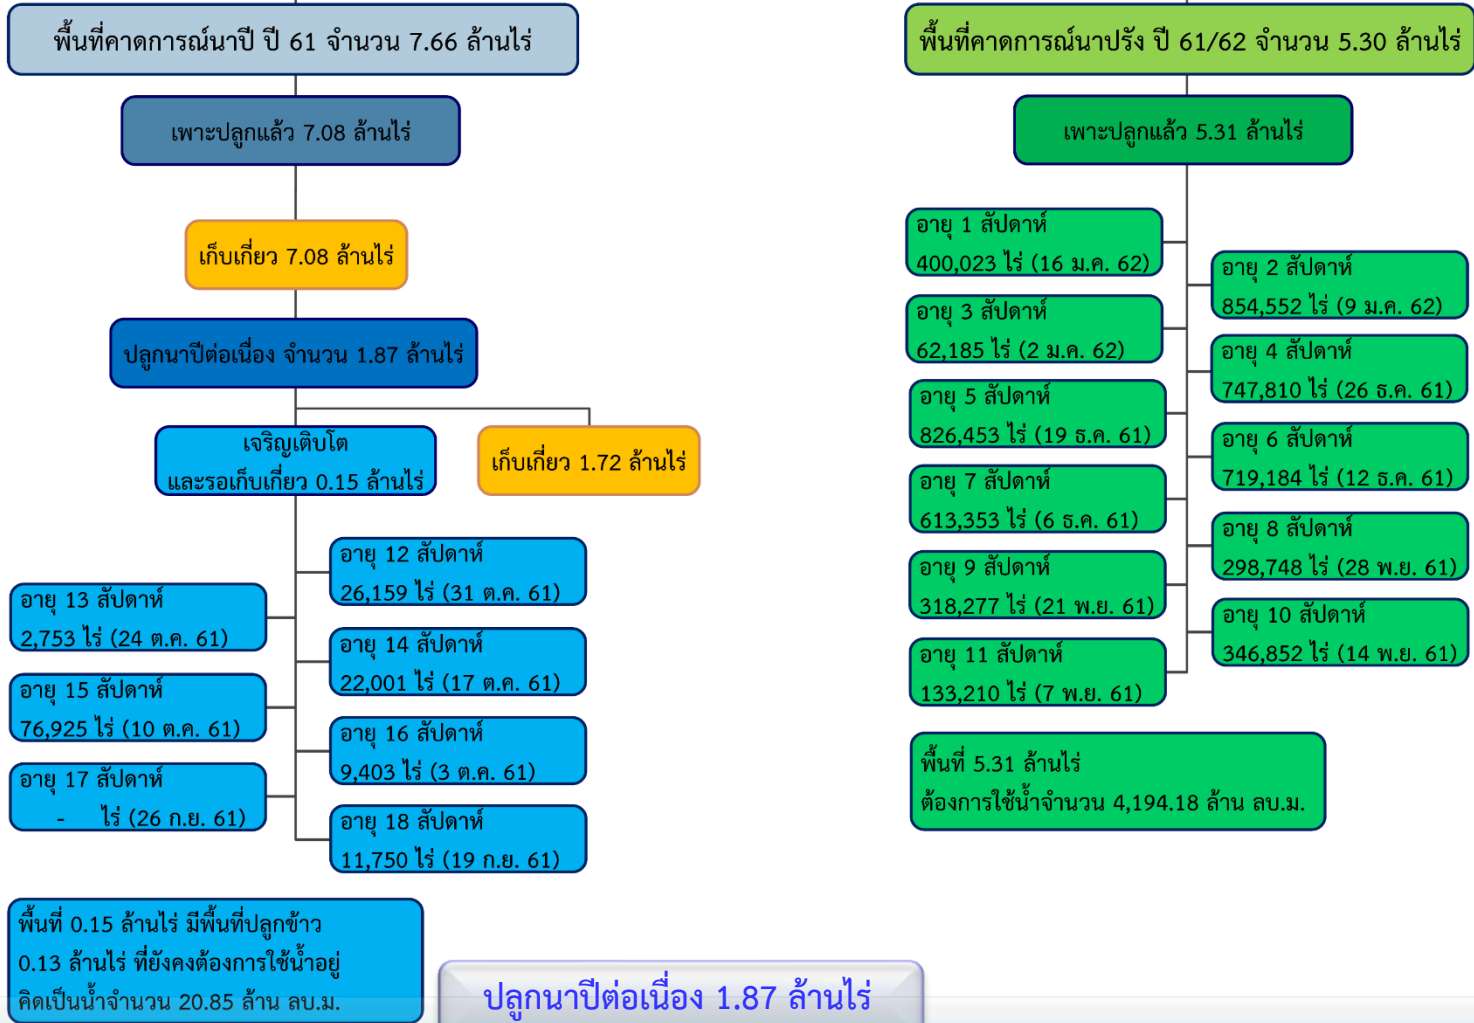 พื้นที่คาดการณ์นาปี ปี 61 จำนวน 7.66 ล้านไร่
เพาะปลูกแล้ว 7.08 ล้านไร่
เก็บเกี่ยว 7.08 ล้านไร่
ปลูกนาปีต่อเนื่อง จำนวน 1.87 ล้านไร่
เจริญเติบโต
และรอเก็บเกี่ยว 0.15 ล้านไร่
เก็บเกี่ยว 1.72 ล้านไร่
อายุ 12 สัปดาห์
26,159 ไร่ (31 ต.ค. 61)
อายุ 13 สัปดาห์
2,753 ไร่ (24 ต.ค. 61)
อายุ 14 สัปดาห์
22,001 ไร่ (17 ต.ค. 61)
อายุ 15 สัปดาห์
76,925 ไร่ (10 ต.ค. 61)
อายุ 16 สัปดาห์
9,403 ไร่ (3 ต.ค. 61)
อายุ 17 สัปดาห์
- ไร่ (26 ก.ย. 61)
อายุ 18 สัปดาห์
11,750 ไร่ (19 ก.ย. 61)
พื้นที่ 0.15 ล้านไร่ มีพื้นที่ปลูกข้าว
0.13 ล้านไร่ ที่ยังคงต้องการใช้น้ำอยู่
คิดเป็นน้ำจำนวน 20.85 ล้าน ลบ.ม.
ปลูกนาปีต่อเนื่อง 1.87 ล้านไร่
พื้นที่คาดการณ์นาปรัง ปี 61/62 จำนวน 5.30 ล้านไร่
เพาะปลูกแล้ว 5.31 ล้านไร่
อายุ 1 สัปดาห์
400,023 ไร่ (16 ม.ค. 62)
อายุ 2 สัปดาห์
854,552 ไร่ (9 ม.ค. 62)
อายุ 3 สัปดาห์
62,185 ไร่ (2 ม.ค. 62)
อายุ 4 สัปดาห์
747,810 ไร่ (26 ธ.ค. 61)
อายุ 5 สัปดาห์
826,453 ไร่ (19 ธ.ค. 61)
อายุ 6 สัปดาห์
719,184 ไร่ (12 ธ.ค. 61)
อายุ 7 สัปดาห์
613,353 ไร่ (6 ธ.ค. 61)
อายุ 8 สัปดาห์
298,748 ไร่ (28 พ.ย. 61)
อายุ 9 สัปดาห์
318,277 ไร่ (21 พ.ย. 61)
อายุ 10 สัปดาห์
346,852 ไร่ (14 พ.ย. 61)
อายุ 11 สัปดาห์
133,210 ไร่ (7 พ.ย. 61)
พื้นที่ 5.31 ล้านไร่
ต้องการใช้น้ำจำนวน 4,194.18 ล้าน ลบ.ม.